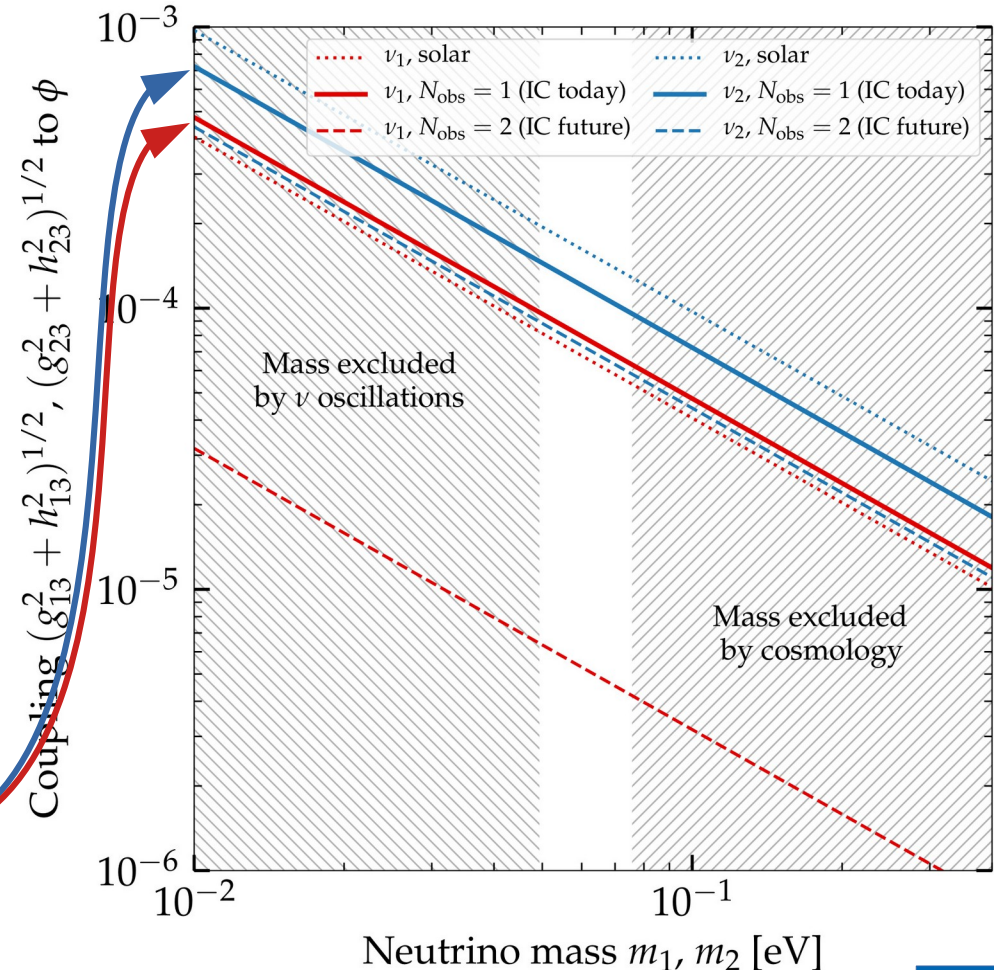 Coupling (g²₁₃ + h²₁₃)^1/2, (g²₂₃ + h²₂₃)^1/2 to ϕ
10⁻³
10⁻⁴
10⁻⁵
10⁻⁶
ν₁, solar
ν₁, N_obs = 1 (IC today)
ν₁, N_obs = 2 (IC future)
ν₂, solar
ν₂, N_obs = 1 (IC today)
ν₂, N_obs = 2 (IC future)
Mass excluded
by ν oscillations
Mass excluded
by cosmology
10⁻²
10⁻¹
Neutrino mass m₁, m₂ [eV]